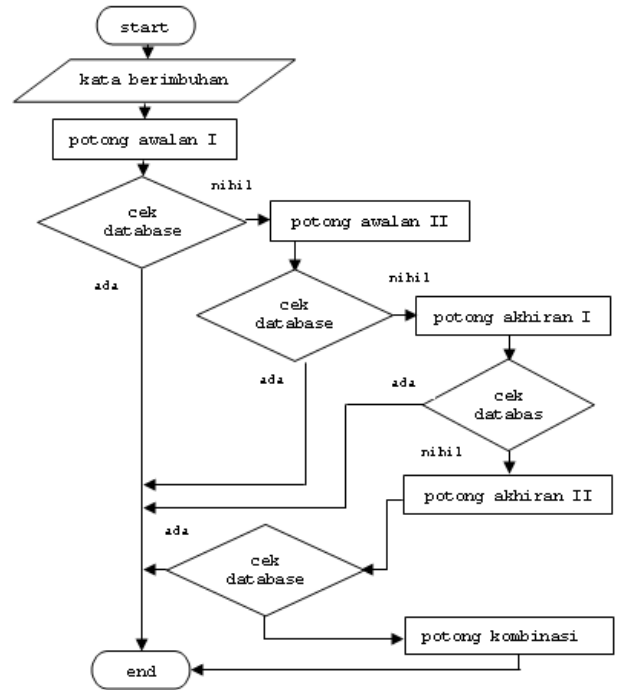 start
kata berimbuhan
potong awalan I
nihil
cek
database
potong awalan II
ada
nihil
cek
database
potong akhiran I
ada
ada
cek
databas
nihil
potong akhiran II
ada
cek
database
potong kombinasi
end